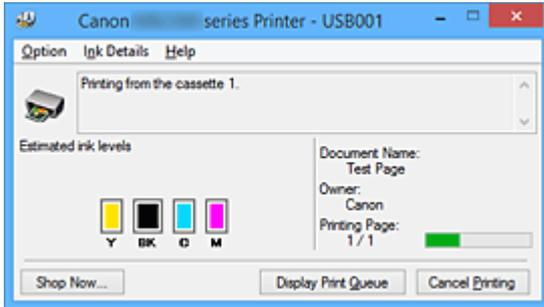 Canon series Printer - USB001
Option Ink Details Help
Printing from the cassette 1.
Estimated ink levels
Document Name:
Test Page
Owner:
Canon
Printing Page:
1 / 1
Y BK C M
Shop Now... Display Print Queue Cancel Printing